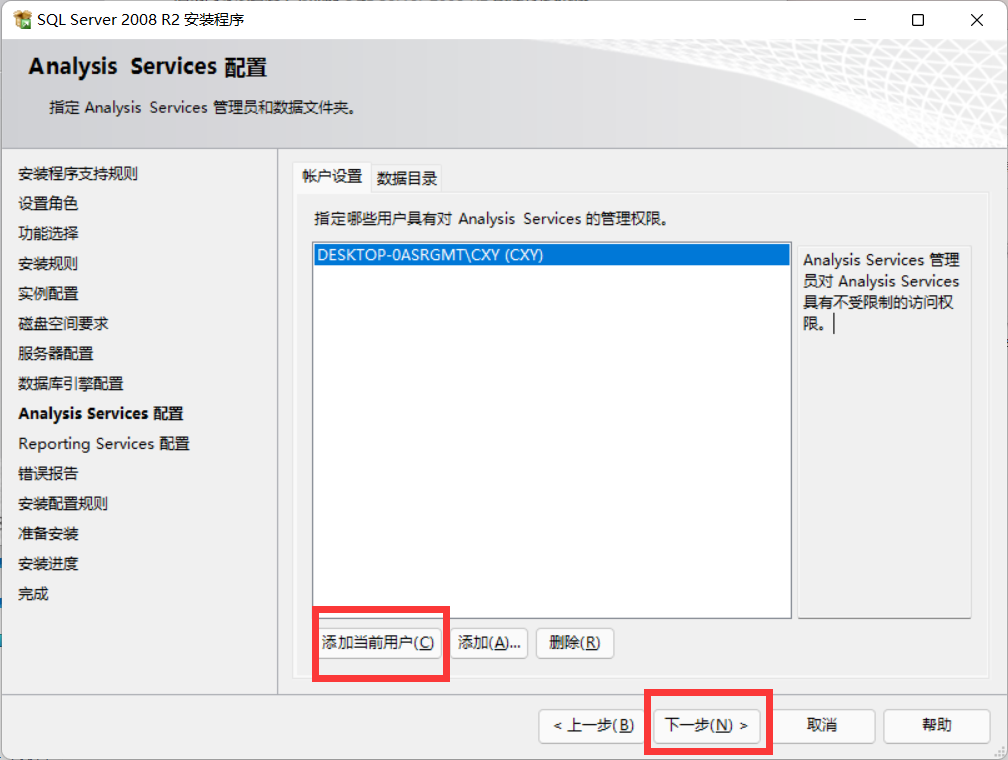 SQL Server 2008 R2 安装程序
Analysis Services 配置
指定 Analysis Services 管理员和数据文件夹。
安装程序支持规则
设置角色
功能选择
安装规则
实例配置
磁盘空间要求
服务器配置
数据库引擎配置
Analysis Services 配置
Reporting Services 配置
错误报告
安装配置规则
准备安装
安装进度
完成
帐户设置 数据目录
指定哪些用户具有对 Analysis Services 的管理权限。
DESKTOP-0ASRGMT\CXY (CXY)
Analysis Services 管理
员对 Analysis Services
具有不受限制的访问权
限。
添加当前用户(C) 添加(A)... 删除(R)
< 上一步(B) 下一步(N) > 取消 帮助